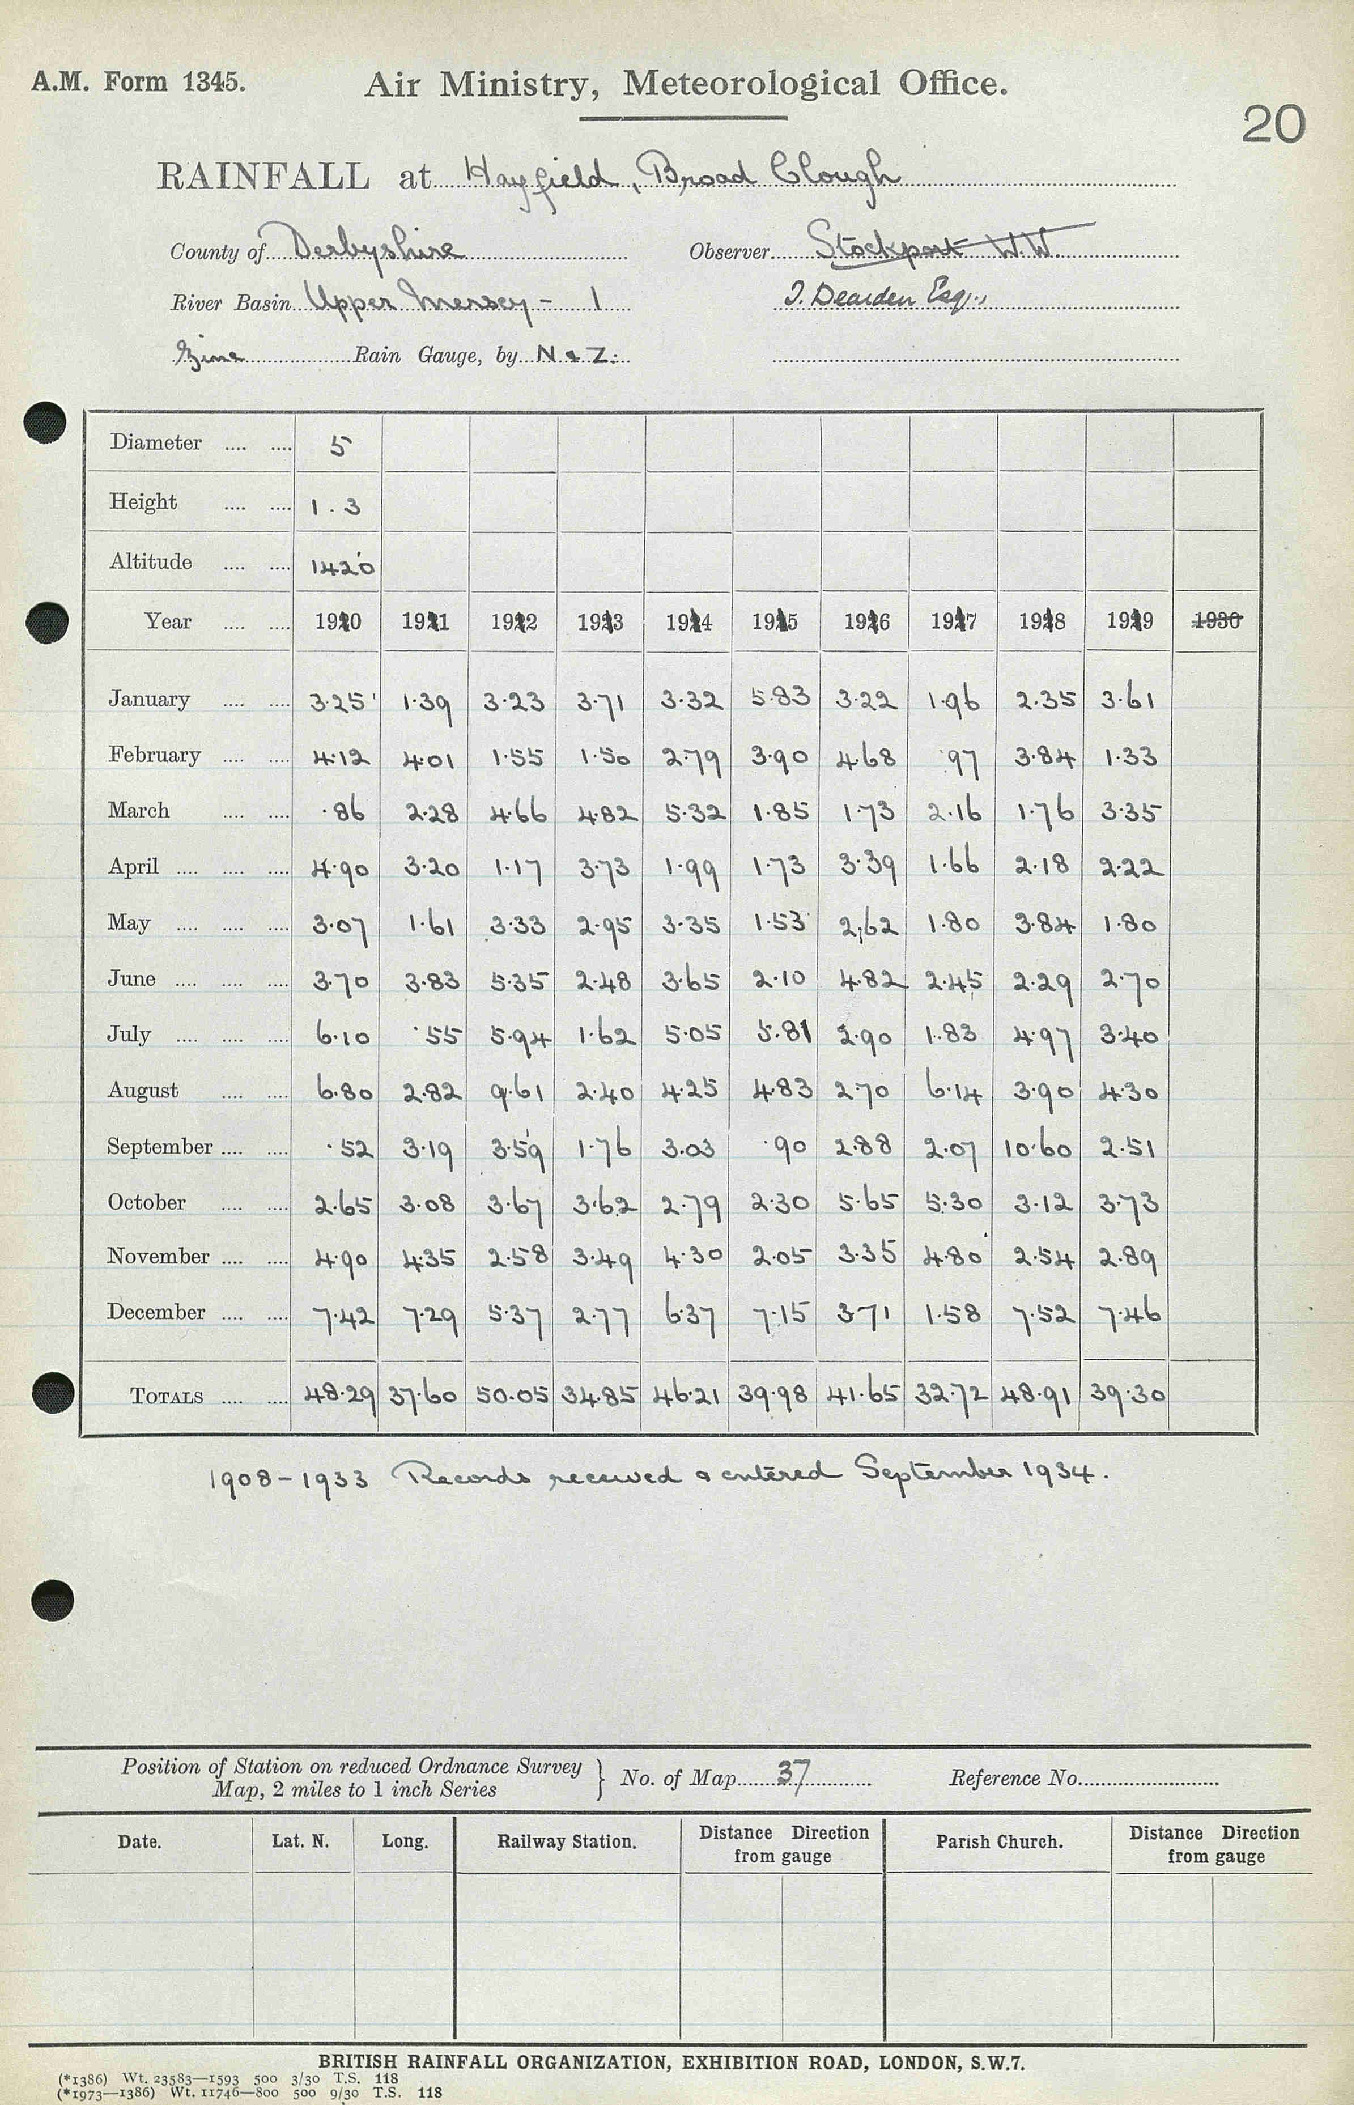 A.M. Form 1345.
Air Ministry, Meteorological Office.
20
RAINFALL at Hayfield, Broad Clough
County of Derbyshire Observer Stockport W.W.
River Basin Upper Mersey - 1 J. Dearden Esq.,
Zinc Rain Gauge, by N & Z.
Diameter 5
Height 1.3
Altitude 1420
Year 1910 1911 1912 1913 1914 1915 1916 1917 1918 1919 1930
January 3.25 1.39 3.23 3.71 3.32 5.83 3.22 1.96 2.35 3.61
February 4.12 4.01 1.55 1.50 2.79 3.90 4.68 .97 3.84 1.33
March .86 2.28 4.66 4.82 5.32 1.85 1.73 2.16 1.76 3.35
April 4.90 3.20 1.17 3.73 1.99 1.73 3.39 1.66 2.18 2.22
May 3.07 1.61 3.33 2.95 3.35 1.53 2.62 1.80 3.84 1.80
June 3.70 3.83 5.35 2.48 3.65 2.10 4.82 2.45 2.29 2.70
July 6.10 .55 5.94 1.62 5.05 5.81 2.90 1.83 4.97 3.40
August 6.80 2.82 9.61 2.40 4.25 4.83 2.70 6.14 3.90 4.30
September .52 3.19 3.59 1.76 3.03 .90 2.88 2.07 10.60 2.51
October 2.65 3.08 3.67 3.62 2.79 2.30 5.65 5.30 3.12 3.73
November 4.90 4.35 2.58 3.49 4.30 2.05 3.35 4.80 2.54 2.89
December 7.42 7.29 5.37 2.77 6.37 7.15 3.71 1.58 7.52 7.46
TOTALS 48.29 37.60 50.05 34.85 46.21 39.98 41.65 32.72 48.91 39.30
1908-1933 Records received & entered September 1934.
Position of Station on reduced Ordnance Survey
Map, 2 miles to 1 inch Series } No. of Map 37 Reference No.
Date. Lat. N. Long. Railway Station. Distance Direction from gauge Parish Church. Distance Direction from gauge
BRITISH RAINFALL ORGANIZATION, EXHIBITION ROAD, LONDON, S.W.7.
(*1386) Wt. 23583—1593 500 3/30 T.S. 118
(*1973—1386) Wt. 11746—800 500 9/30 T.S. 118